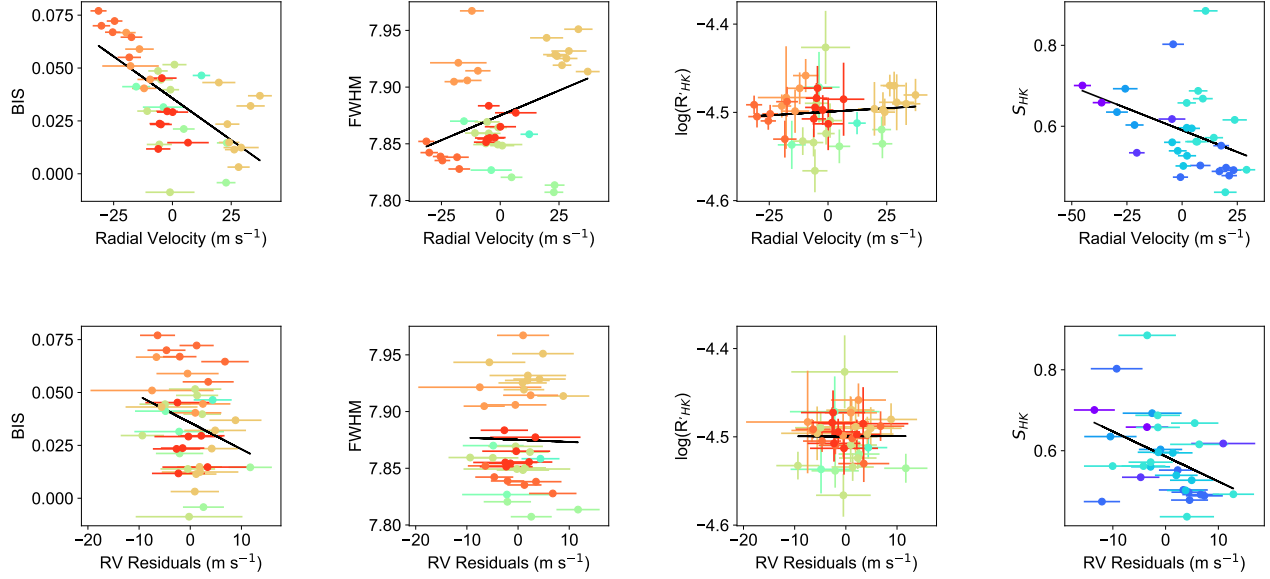 BIS
0.075
0.050
0.025
0.000
−25 0 25
Radial Velocity (m s⁻¹)
FWHM
7.95
7.90
7.85
7.80
−25 0 25
Radial Velocity (m s⁻¹)
log(R'HK)
−4.4
−4.5
−4.6
−25 0 25
Radial Velocity (m s⁻¹)
SHK
0.8
0.6
−50 −25 0 25
Radial Velocity (m s⁻¹)
BIS
0.075
0.050
0.025
0.000
−20 −10 0 10
RV Residuals (m s⁻¹)
FWHM
7.95
7.90
7.85
7.80
−20 −10 0 10
RV Residuals (m s⁻¹)
log(R'HK)
−4.4
−4.5
−4.6
−20 −10 0 10
RV Residuals (m s⁻¹)
SHK
0.8
0.6
−10 0 10
RV Residuals (m s⁻¹)